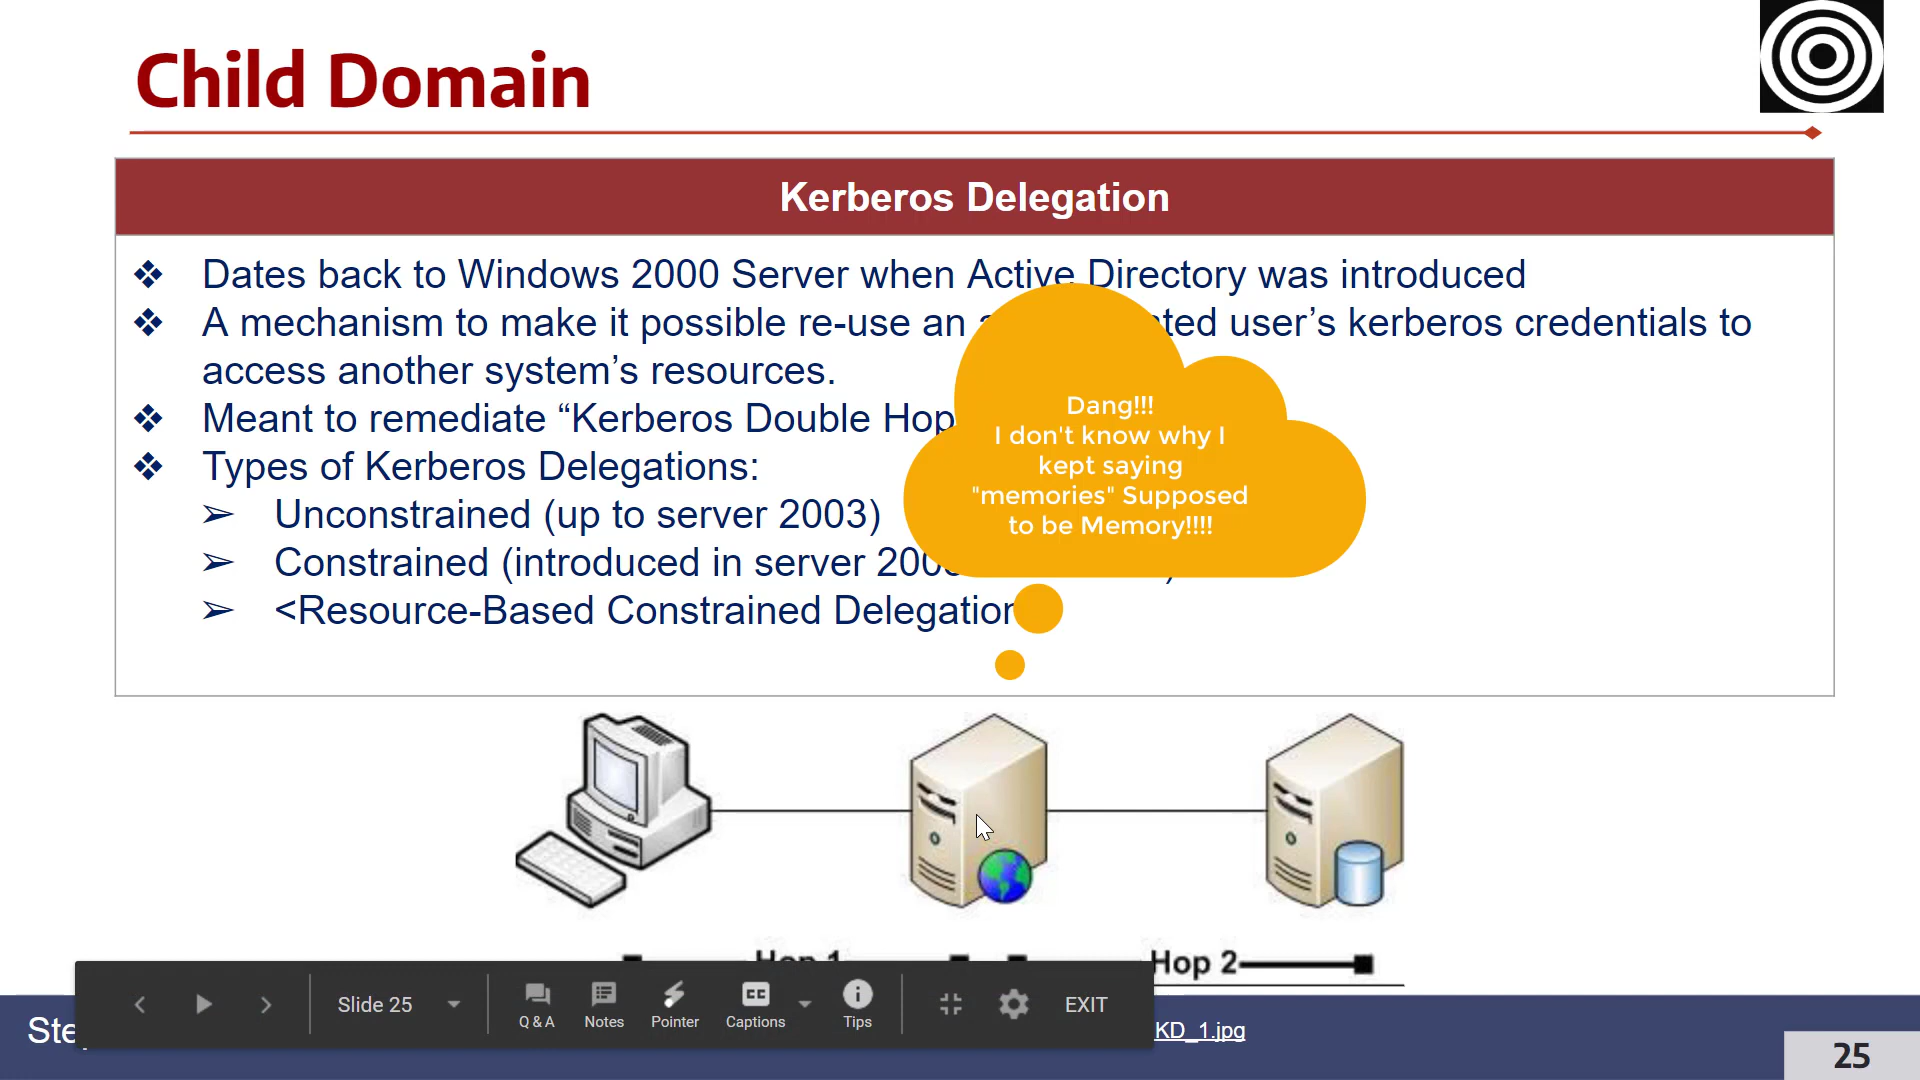 Child Domain
Kerberos Delegation
Dates back to Windows 2000 Server when Active Directory was introduced
A mechanism to make it possible re-use an user's kerberos credentials to
access another system's resources.
Meant to remediate “Kerberos Double Hop
Types of Kerberos Delegations:
Unconstrained (up to server 2003)
Constrained (introduced in server
<Resource-Based Constrained Delegation
Dang!!!
I don't know why I
kept saying
"memories" Supposed
to be Memory!!!!
Hop 1
Hop 2
Slide 25
Q & A
Notes
Pointer
CC
Captions
Tips
EXIT
KD_1.jpg
25